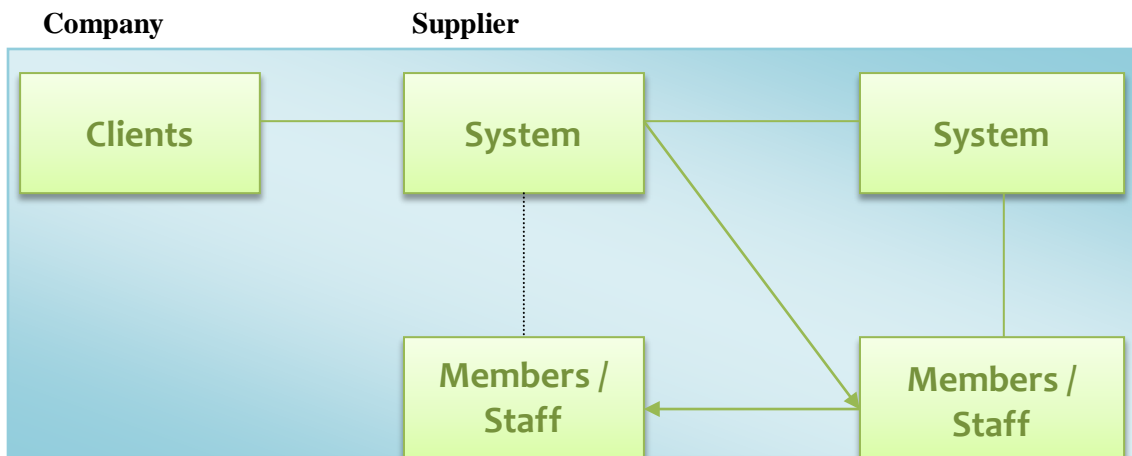 Company
Supplier
Clients
System
System
Members /
Staff
Members /
Staff